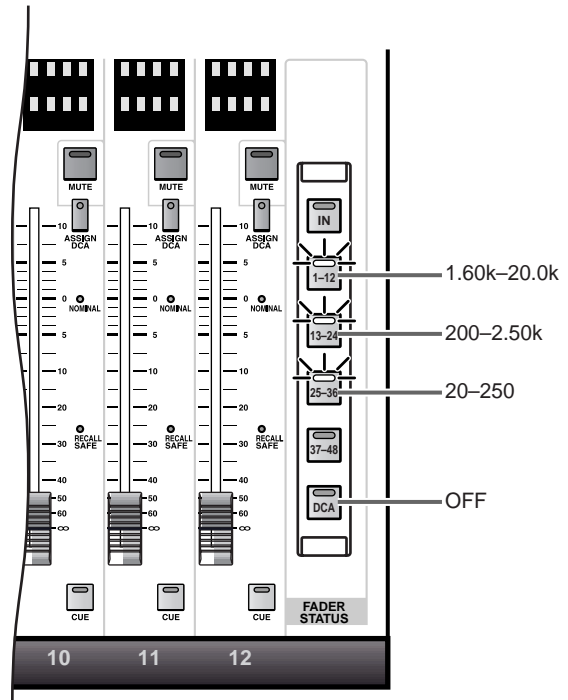 MUTE
MUTE
MUTE
10
ASSIGN
DCA
5
0
NOMINAL
5
10
20
30
RECALL
SAFE
40
50
60
∞
10
ASSIGN
DCA
5
0
NOMINAL
5
10
20
30
RECALL
SAFE
40
50
60
∞
10
ASSIGN
DCA
5
0
NOMINAL
5
10
20
30
RECALL
SAFE
40
50
60
∞
CUE
CUE
CUE
10
11
12
IN
1–12
1.60k–20.0k
13–24
200–2.50k
25–36
20–250
37–48
DCA
OFF
FADER
STATUS